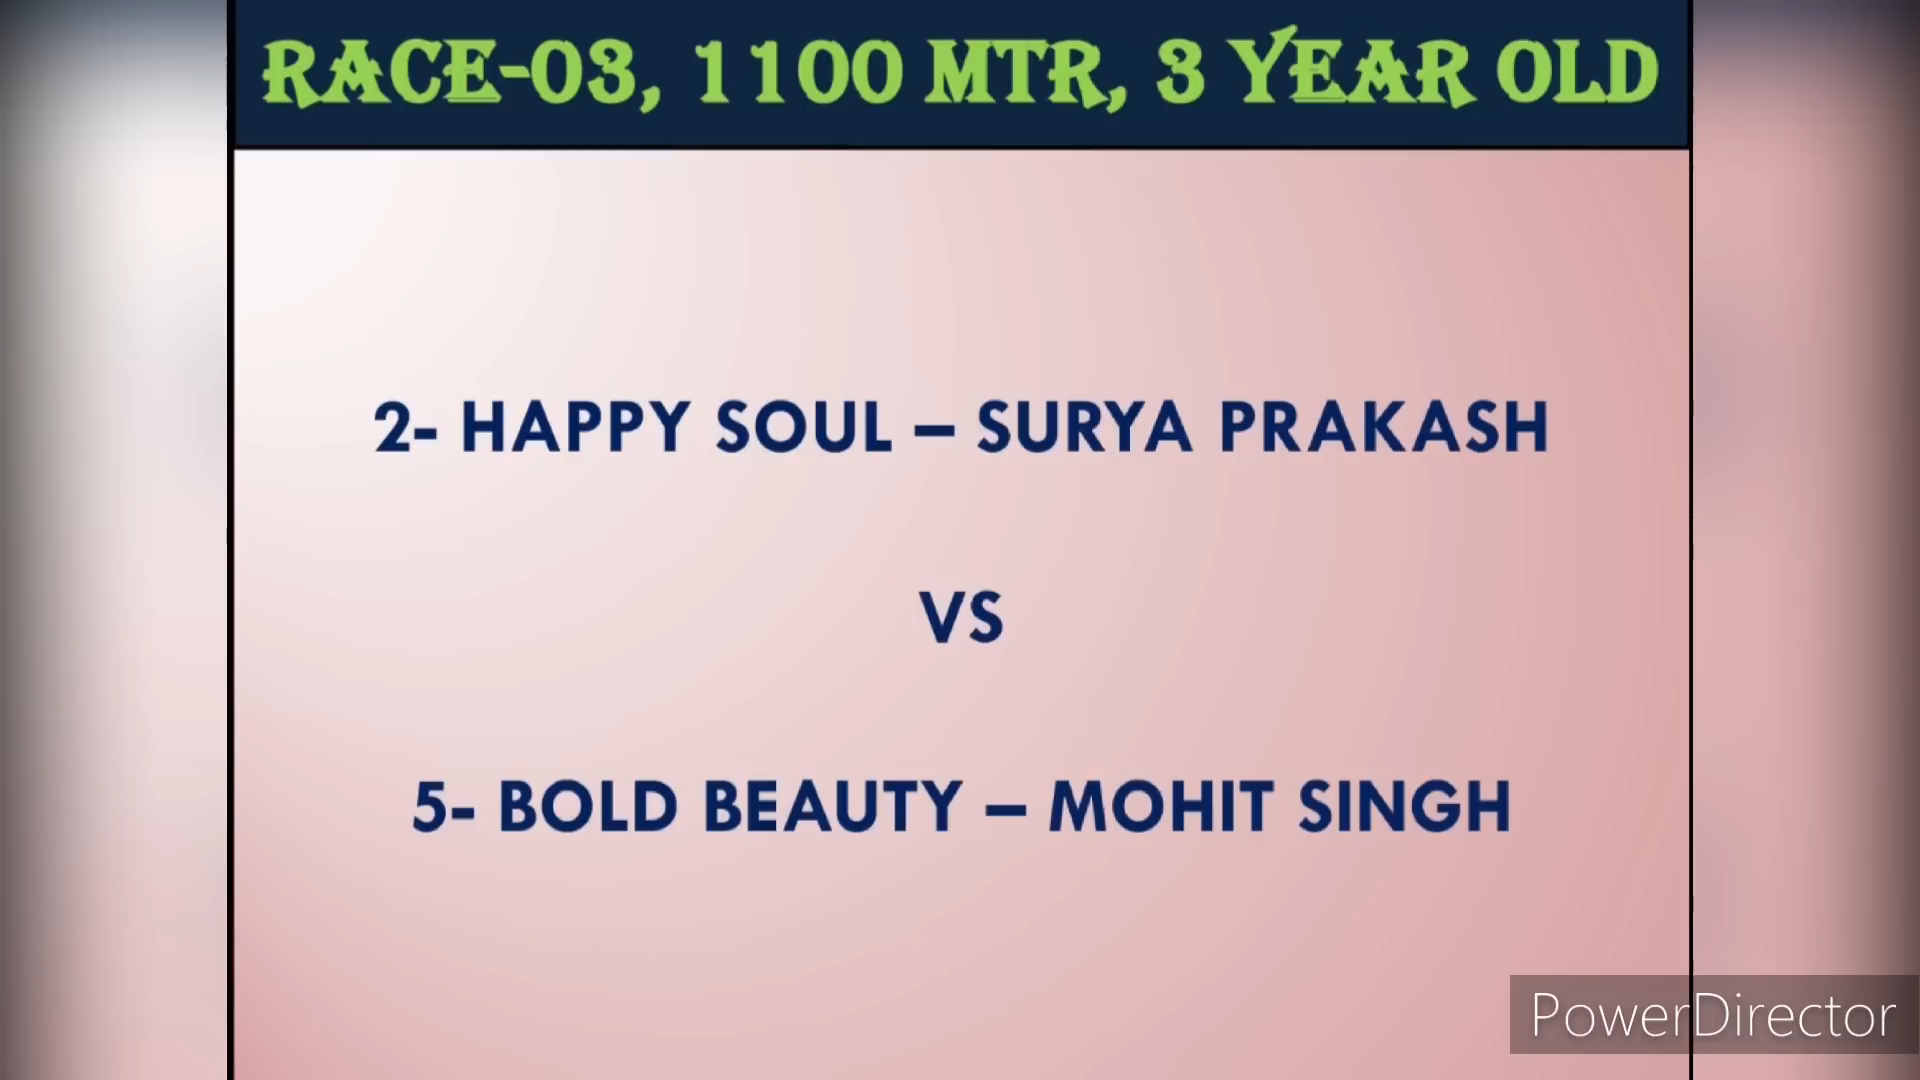 RACE-03, 1100 MTR, 3 YEAR OLD
2- HAPPY SOUL – SURYA PRAKASH
VS
5- BOLD BEAUTY – MOHIT SINGH
PowerDirector